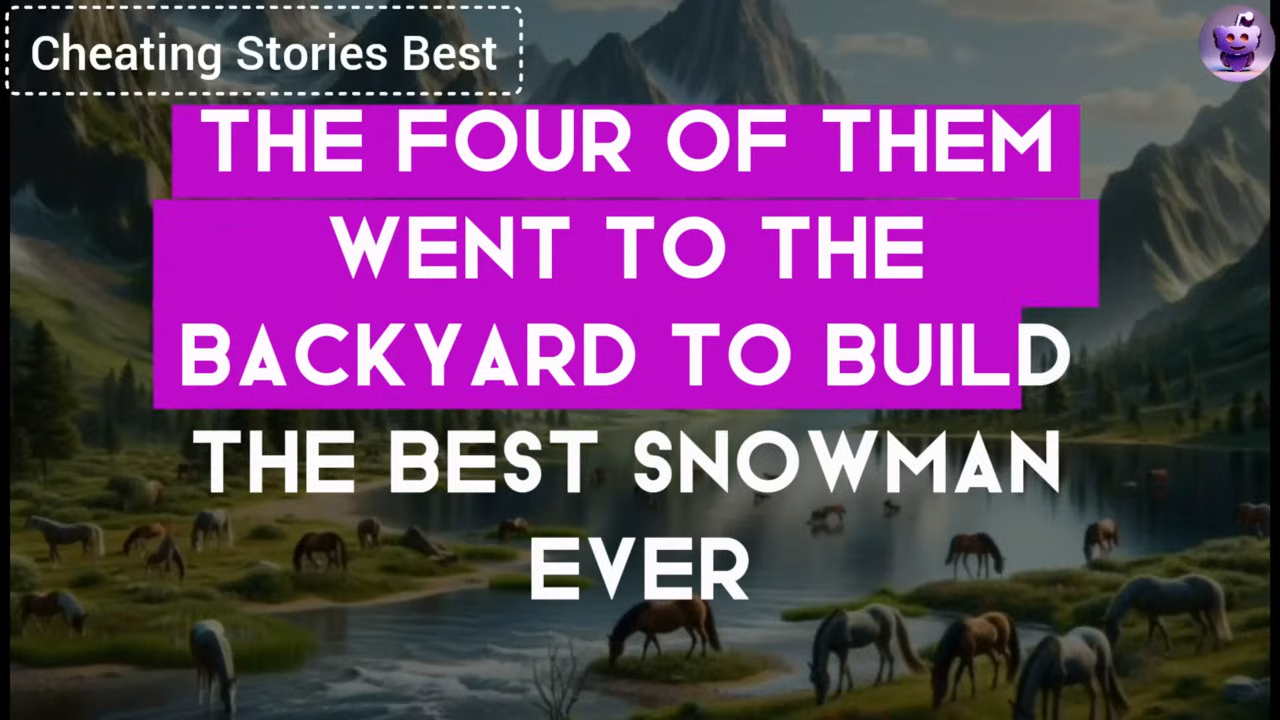 Cheating Stories Best
THE FOUR OF THEM
WENT TO THE
BACKYARD TO BUILD
THE BEST SNOWMAN
EVER